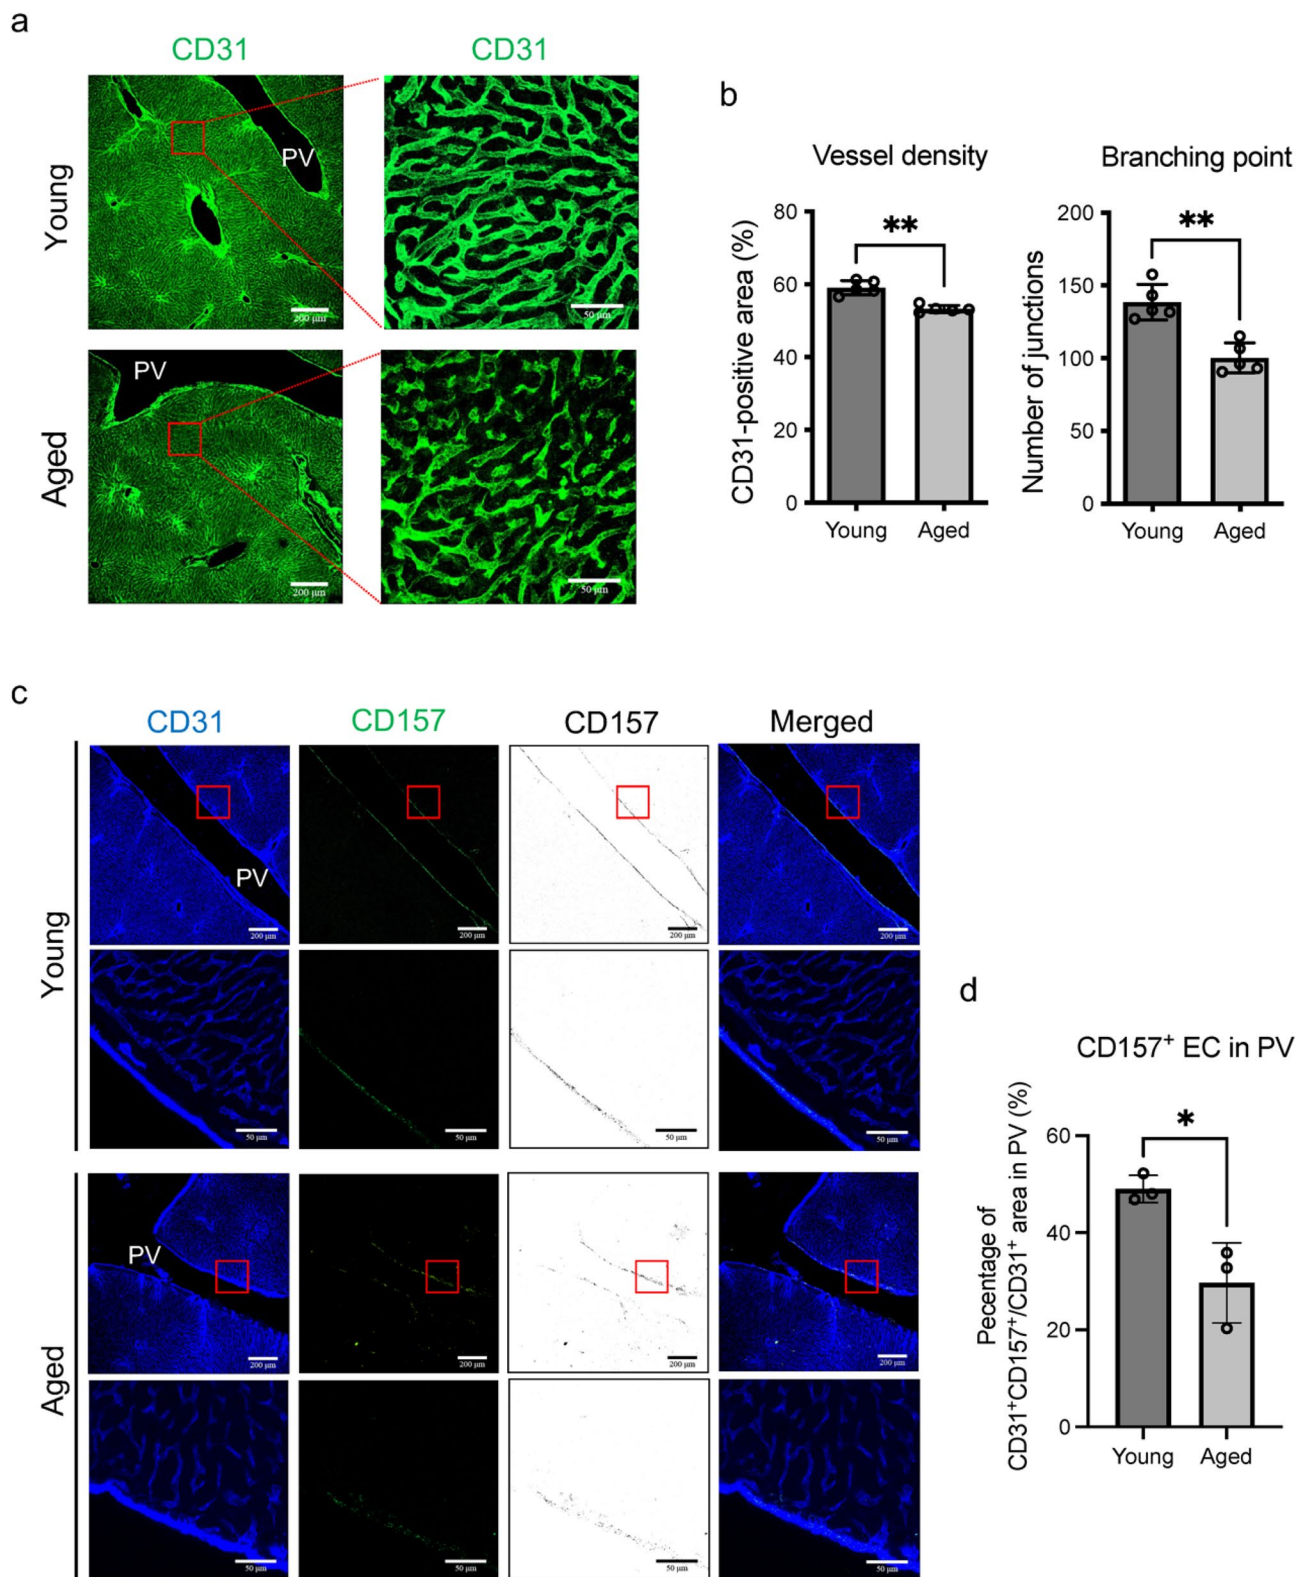 a
CD31
CD31
Young
PV
200 μm
50 μm
Aged
PV
200 μm
50 μm
b
Vessel density
CD31-positive area (%)
80
60
40
20
0
**
Young
Aged
Branching point
Number of junctions
200
150
100
50
0
**
Young
Aged
c
CD31
CD157
CD157
Merged
Young
PV
200 μm
200 μm
200 μm
200 μm
50 μm
50 μm
50 μm
50 μm
Aged
PV
200 μm
200 μm
200 μm
200 μm
50 μm
50 μm
50 μm
50 μm
d
CD157⁺ EC in PV
Pecentage of
CD31⁺CD157⁺/CD31⁺ area in PV (%)
60
40
20
0
*
Young
Aged